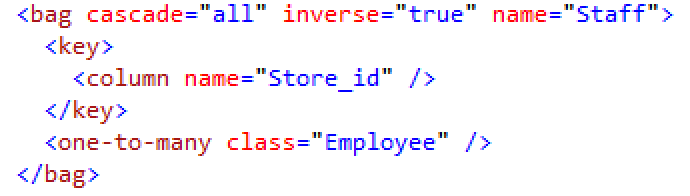 <bag cascade="all" inverse="true" name="Staff">
<key>
<column name="Store_id" />
</key>
<one-to-many class="Employee" />
</bag>